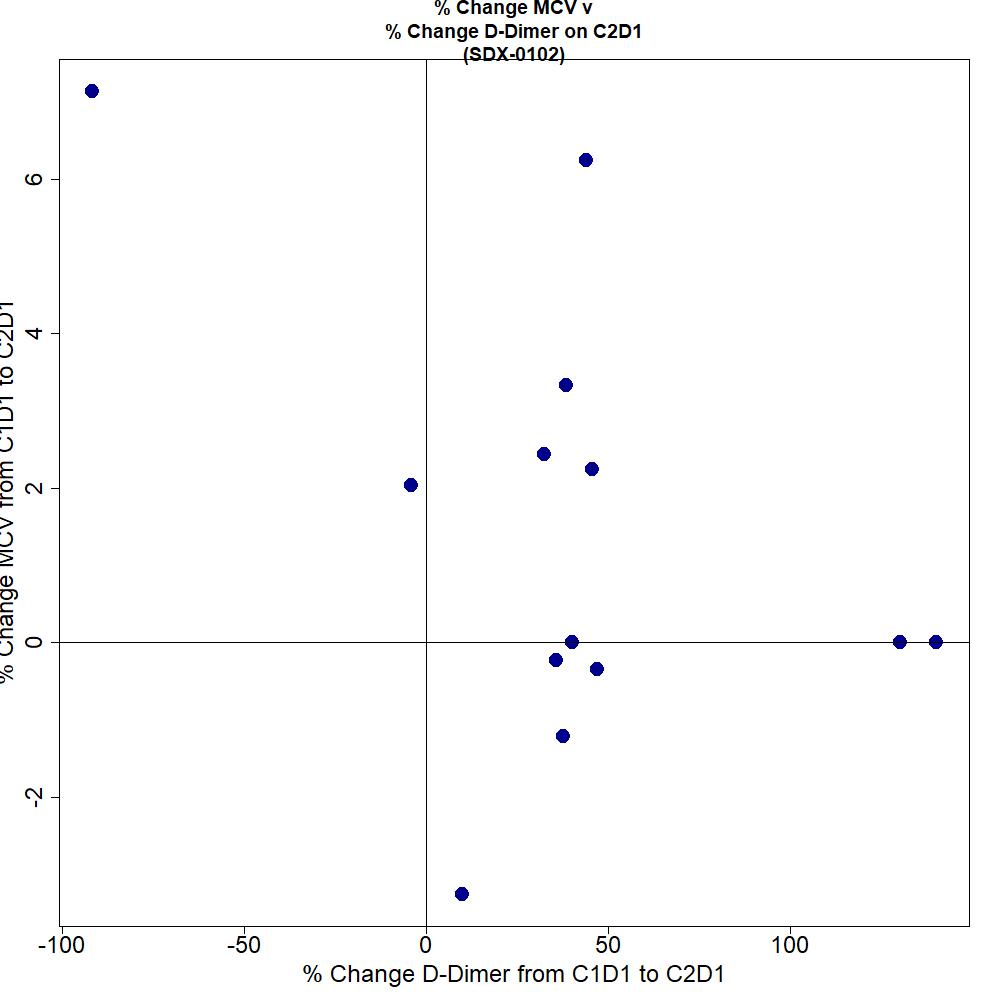 % Change MCV v
% Change D-Dimer on C2D1
(SDX-0102)
% Change MCV from C1D1 to C2D1
6
4
2
0
-2
-100 -50 0 50 100
% Change D-Dimer from C1D1 to C2D1